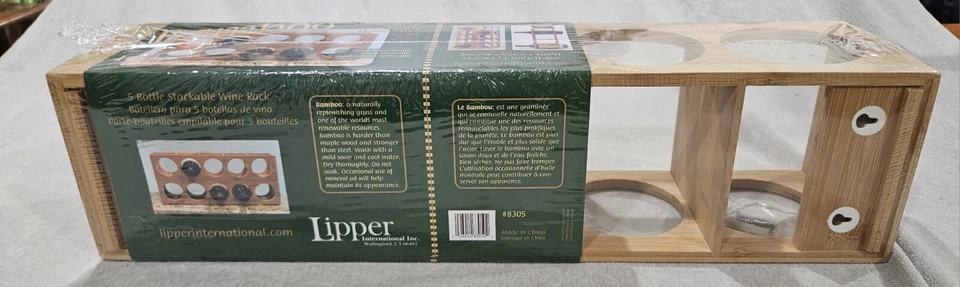 5 Bottle Stackable Wine Rack
Botellero para 5 botellas de vino
Porte-bouteilles empilable pour 5 bouteilles
lipperinternational.com
Bamboo: a naturally
replenishing grass and
one of the worlds most
renewable resources.
Bamboo is harder than
maple wood and stronger
than steel. Wash with a
mild soap and cool water.
Dry thoroughly. Do not
soak. Occasional use of
mineral oil will help
maintain its appearance.
Lipper
International Inc.
Wallingford, CT 06492
Le Bambou: est une graminée
qui se renouvelle naturellement et
qui constitue une des ressources
renouvelables les plus prolifiques
de la planète. Le bambou est plus
dur que l'érable et plus solide que
l'acier. Laver le bambou avec un
savon doux et de l'eau fraîche.
Bien sécher. Ne pas faire tremper.
L'utilisation occasionnelle d'huile
minérale peut contribuer à con-
server son apparence.
#8305
Made in China
Fabriqué en Chine